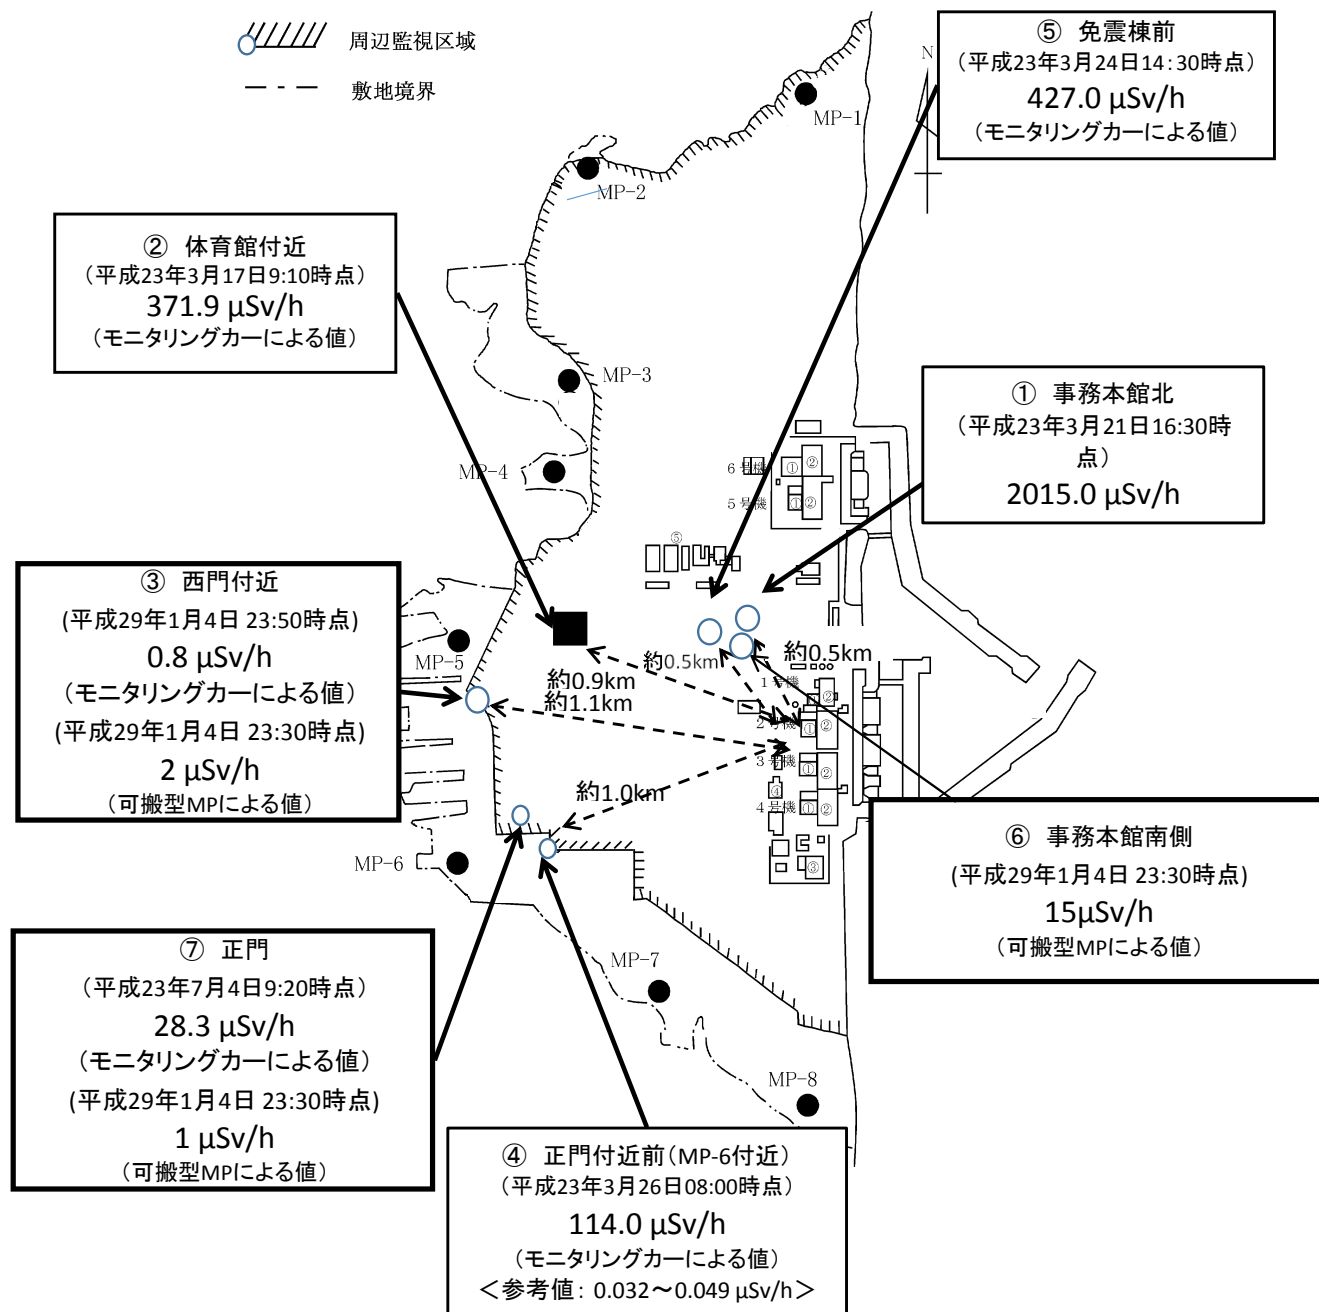 周辺監視区域
敷地境界
⑤ 免震棟前
（平成23年3月24日14:30時点）
427.0 μSv/h
（モニタリングカーによる値）
N
MP-1
MP-2
② 体育館付近
（平成23年3月17日9:10時点）
371.9 μSv/h
（モニタリングカーによる値）
MP-3
① 事務本館北
（平成23年3月21日16:30時
点）
2015.0 μSv/h
MP-4
6号機
①
②
5号機
①
②
⑤
③ 西門付近
(平成29年1月4日 23:50時点)
0.8 μSv/h
（モニタリングカーによる値）
(平成29年1月4日 23:30時点)
2 μSv/h
（可搬型MPによる値）
MP-5
約0.5km
約0.5km
約0.9km
約1.1km
1号機
①
②
2号機
①
②
3号機
①
②
約1.0km
④
4号機
①
②
③
MP-6
⑥ 事務本館南側
(平成29年1月4日 23:30時点)
15μSv/h
（可搬型MPによる値）
⑦ 正門
（平成23年7月4日9:20時点）
28.3 μSv/h
（モニタリングカーによる値）
(平成29年1月4日 23:30時点)
1 μSv/h
（可搬型MPによる値）
MP-7
MP-8
④ 正門付近前（MP-6付近）
（平成23年3月26日08:00時点）
114.0 μSv/h
（モニタリングカーによる値）
＜参考値：0.032～0.049 μSv/h＞